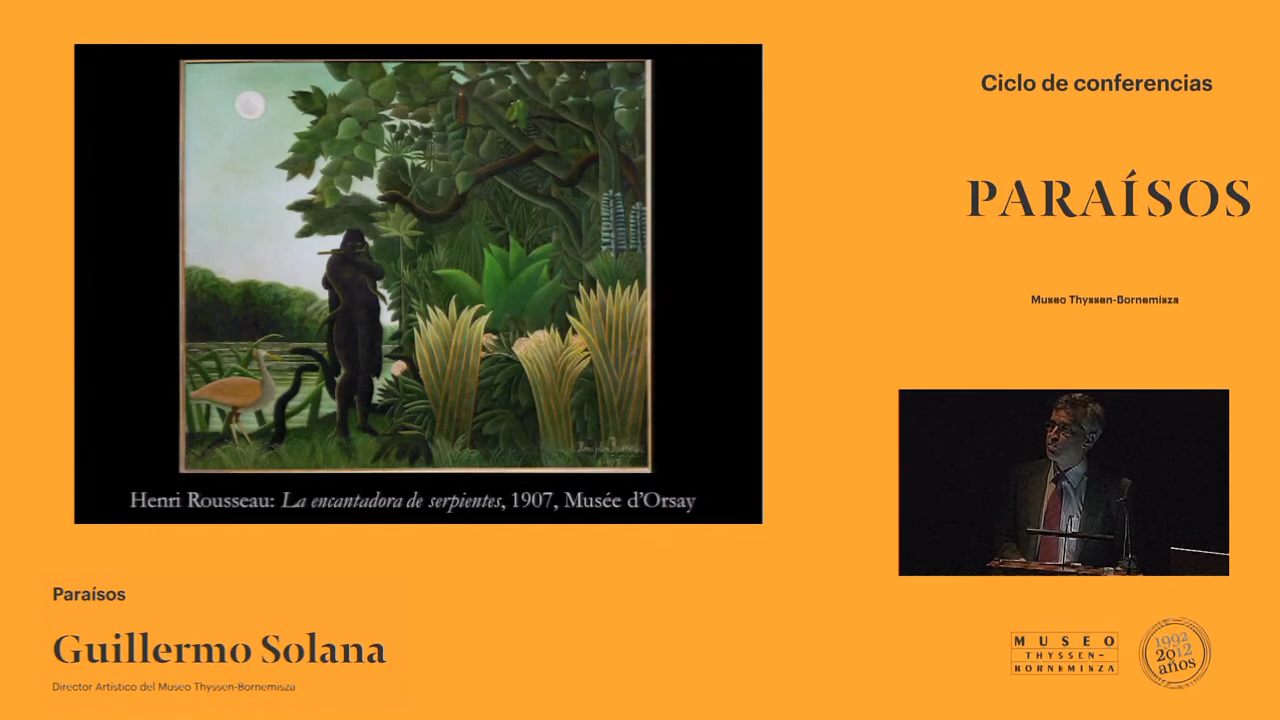 Henri Rousseau: La encantadora de serpientes, 1907, Musée d'Orsay
Ciclo de conferencias
PARAÍSOS
Museo Thyssen-Bornemisza
Paraísos
Guillermo Solana
Director Artístico del Museo Thyssen-Bornemisza
MUSEO
THYSSEN-
BORNEMISZA
1992
2012
años